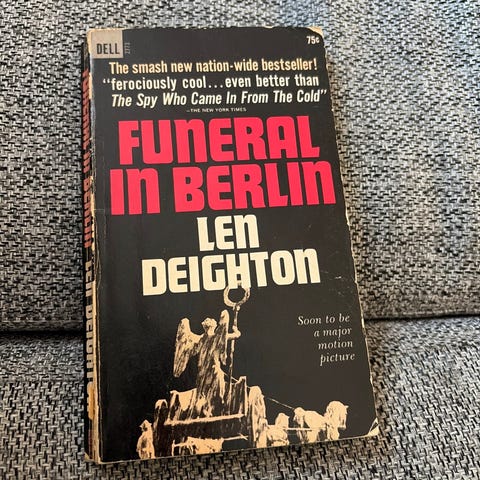 DELL
75¢
The smash new nation-wide bestseller!
"ferociously cool...even better than
The Spy Who Came In From The Cold"
—THE NEW YORK TIMES
FUNERAL
IN BERLIN
LEN
DEIGHTON
Soon to be
a major
motion
picture